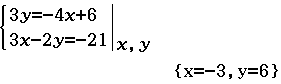 3y=-4x+6
3x-2y=-21 x, y
{x=-3, y=6}